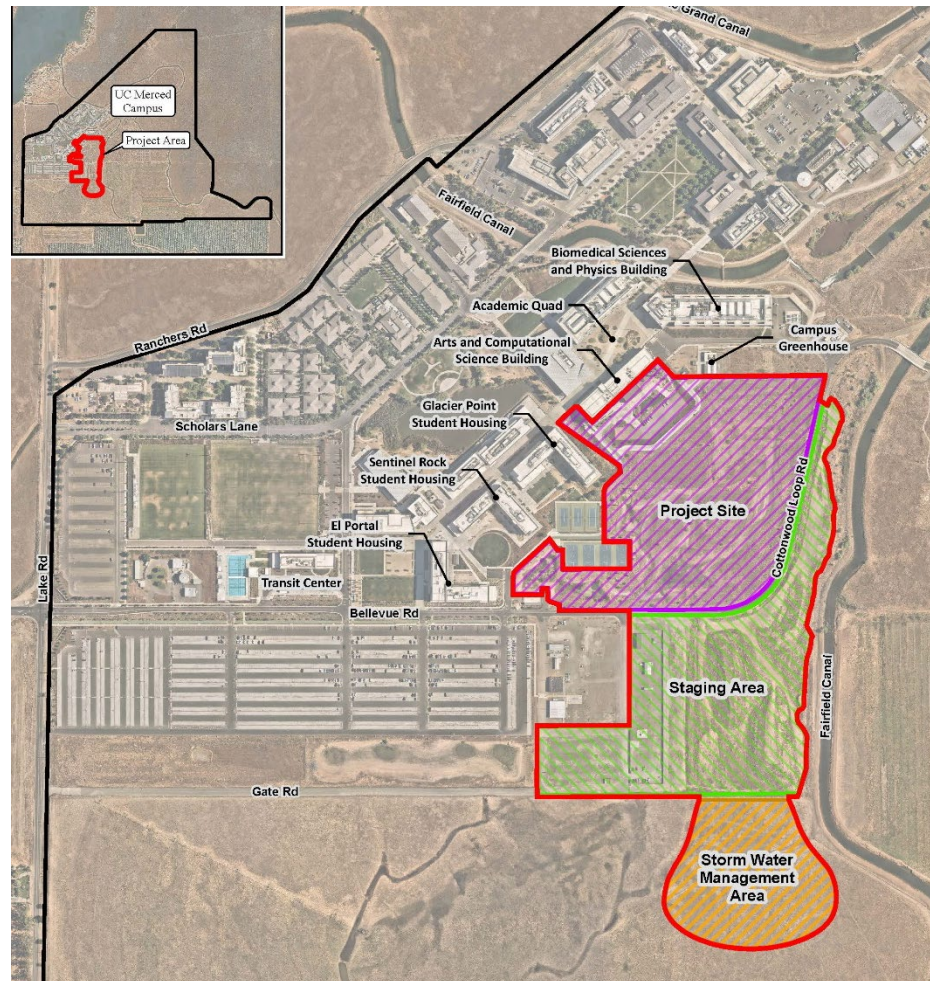 Grand Canal
UC Merced
Campus
Project Area
Fairfield Canal
Biomedical Sciences
and Physics Building
Academic Quad
Ranchers Rd
Arts and Computational
Science Building
Campus
Greenhouse
Glacier Point
Student Housing
Scholars Lane
Sentinel Rock
Student Housing
Project Site
Cottonwood Loop Rd
El Portal
Student Housing
Lake Rd
Transit Center
Bellevue Rd
Staging Area
Fairfield Canal
Gate Rd
Storm Water
Management
Area